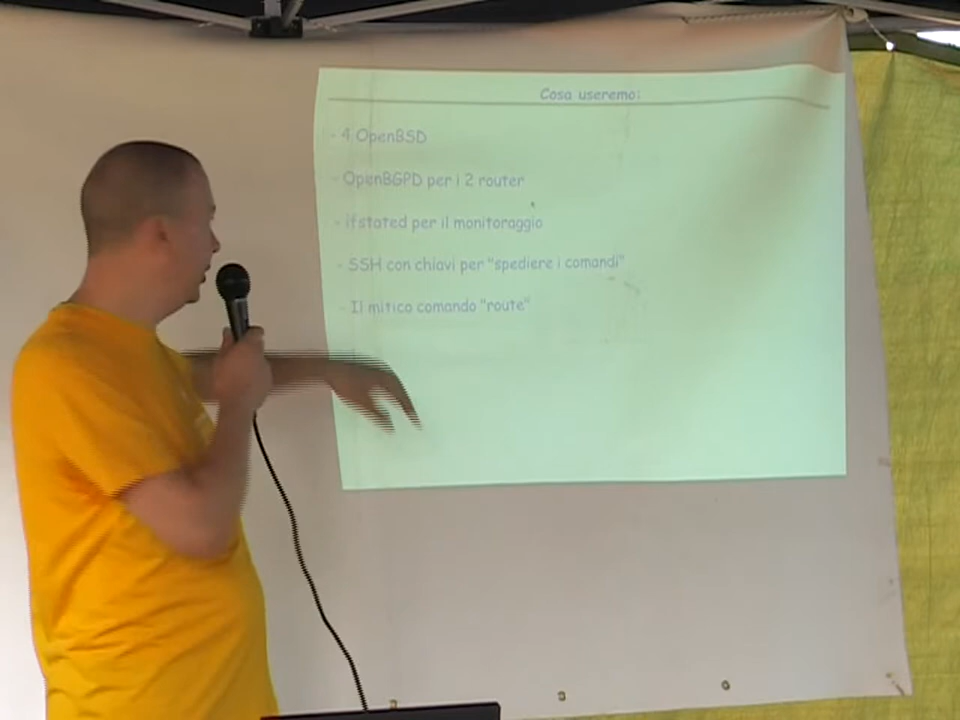 Cosa useremo:
- 4 OpenBSD
- OpenBGPD per i 2 router
- ifstated per il monitoraggio
- SSH con chiavi per "spediere i comandi"
- Il mitico comando "route"